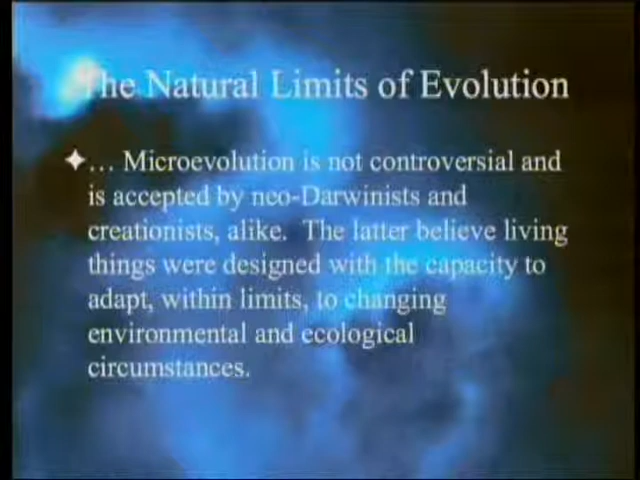 The Natural Limits of Evolution
… Microevolution is not controversial and
is accepted by neo-Darwinists and
creationists, alike. The latter believe living
things were designed with the capacity to
adapt, within limits, to changing
environmental and ecological
circumstances.